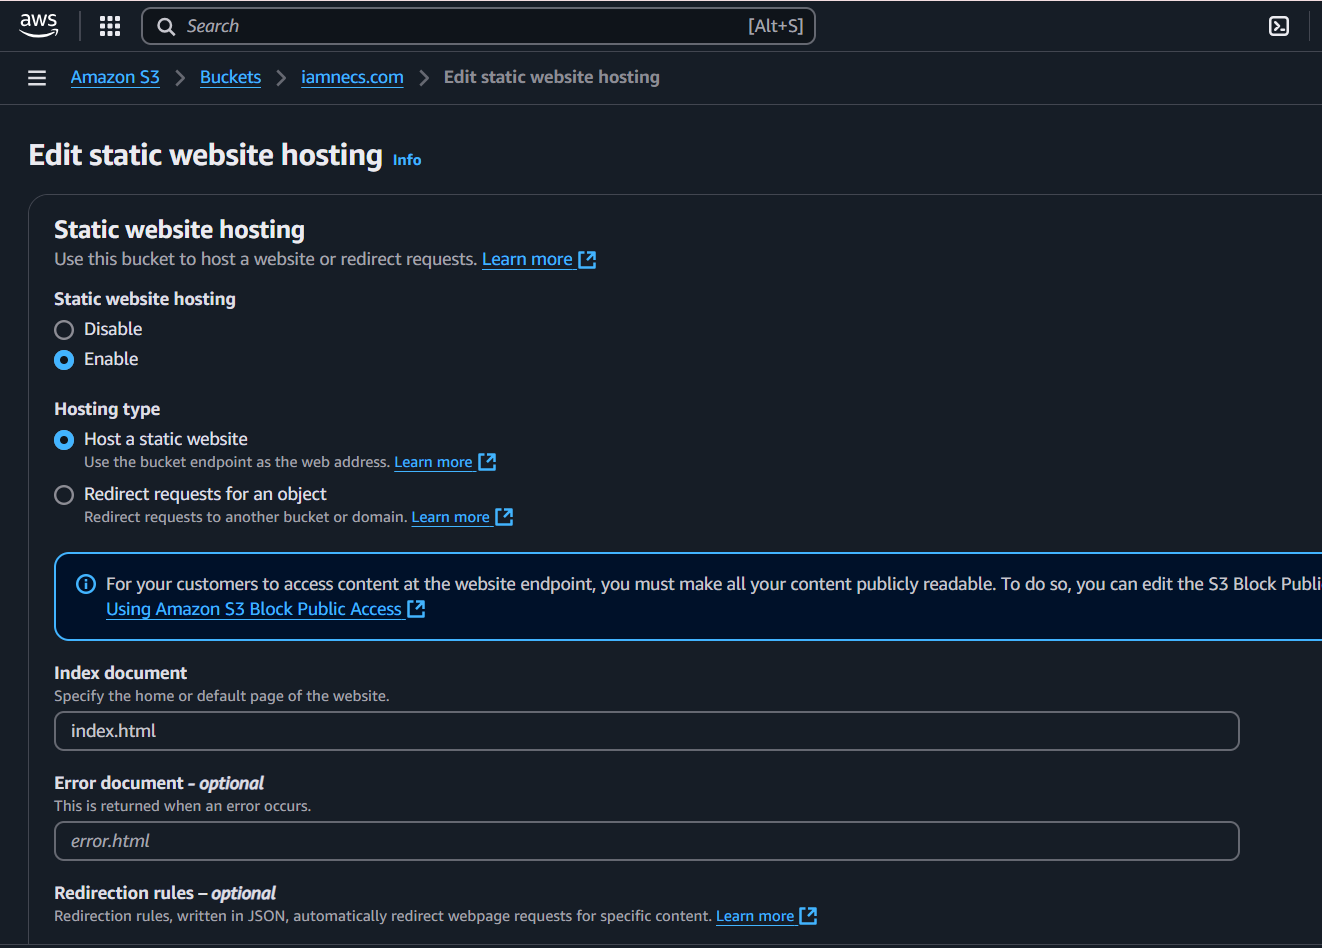 aws
Search [Alt+S]
Amazon S3 > Buckets > iamnecs.com > Edit static website hosting
Edit static website hosting Info
Static website hosting
Use this bucket to host a website or redirect requests. Learn more
Static website hosting
Disable
Enable
Hosting type
Host a static website
Use the bucket endpoint as the web address. Learn more
Redirect requests for an object
Redirect requests to another bucket or domain. Learn more
For your customers to access content at the website endpoint, you must make all your content publicly readable. To do so, you can edit the S3 Block Publi
Using Amazon S3 Block Public Access
Index document
Specify the home or default page of the website.
index.html
Error document - optional
This is returned when an error occurs.
error.html
Redirection rules – optional
Redirection rules, written in JSON, automatically redirect webpage requests for specific content. Learn more